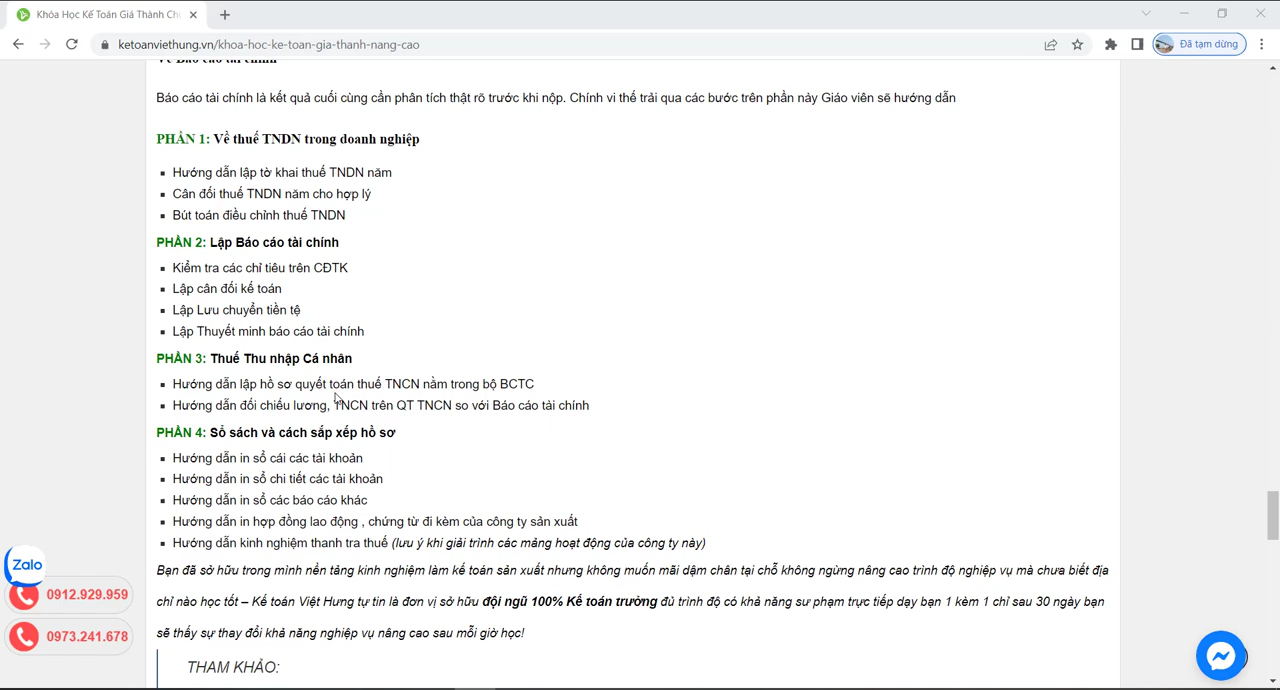 Khóa Học Kế Toán Giá Thành Ch
ketoanviethung.vn/khoa-hoc-ke-toan-gia-thanh-nang-cao
Đã tạm dừng
Về Báo cáo tài chính
Báo cáo tài chính là kết quả cuối cùng cần phân tích thật rõ trước khi nộp. Chính vì thế trải qua các bước trên phần này Giáo viên sẽ hướng dẫn
PHẦN 1: Về thuế TNDN trong doanh nghiệp
▪ Hướng dẫn lập tờ khai thuế TNDN năm
▪ Cân đối thuế TNDN năm cho hợp lý
▪ Bút toán điều chỉnh thuế TNDN
PHẦN 2: Lập Báo cáo tài chính
▪ Kiểm tra các chỉ tiêu trên CĐTK
▪ Lập cân đối kế toán
▪ Lập Lưu chuyển tiền tệ
▪ Lập Thuyết minh báo cáo tài chính
PHẦN 3: Thuế Thu nhập Cá nhân
▪ Hướng dẫn lập hồ sơ quyết toán thuế TNCN nằm trong bộ BCTC
▪ Hướng dẫn đối chiếu lương, TNCN trên QT TNCN so với Báo cáo tài chính
PHẦN 4: Sổ sách và cách sắp xếp hồ sơ
▪ Hướng dẫn in sổ cái các tài khoản
▪ Hướng dẫn in sổ chi tiết các tài khoản
▪ Hướng dẫn in sổ các báo cáo khác
▪ Hướng dẫn in hợp đồng lao động , chứng từ đi kèm của công ty sản xuất
▪ Hướng dẫn kinh nghiệm thanh tra thuế (lưu ý khi giải trình các mảng hoạt động của công ty này)
Bạn đã sở hữu trong mình nền tảng kinh nghiệm làm kế toán sản xuất nhưng không muốn mãi dậm chân tại chỗ không ngừng nâng cao trình độ nghiệp vụ mà chưa biết địa
chỉ nào học tốt – Kế toán Việt Hưng tự tin là đơn vị sở hữu đội ngũ 100% Kế toán trưởng đủ trình độ có khả năng sư phạm trực tiếp dạy bạn 1 kèm 1 chỉ sau 30 ngày bạn
sẽ thấy sự thay đổi khả năng nghiệp vụ nâng cao sau mỗi giờ học!
THAM KHẢO:
Zalo
0912.929.959
0973.241.678